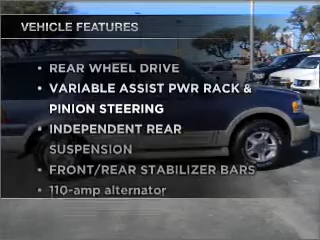 VEHICLE FEATURES
• REAR WHEEL DRIVE
• VARIABLE ASSIST PWR RACK &
PINION STEERING
• INDEPENDENT REAR
SUSPENSION
• FRONT/REAR STABILIZER BARS
• 110-amp alternator